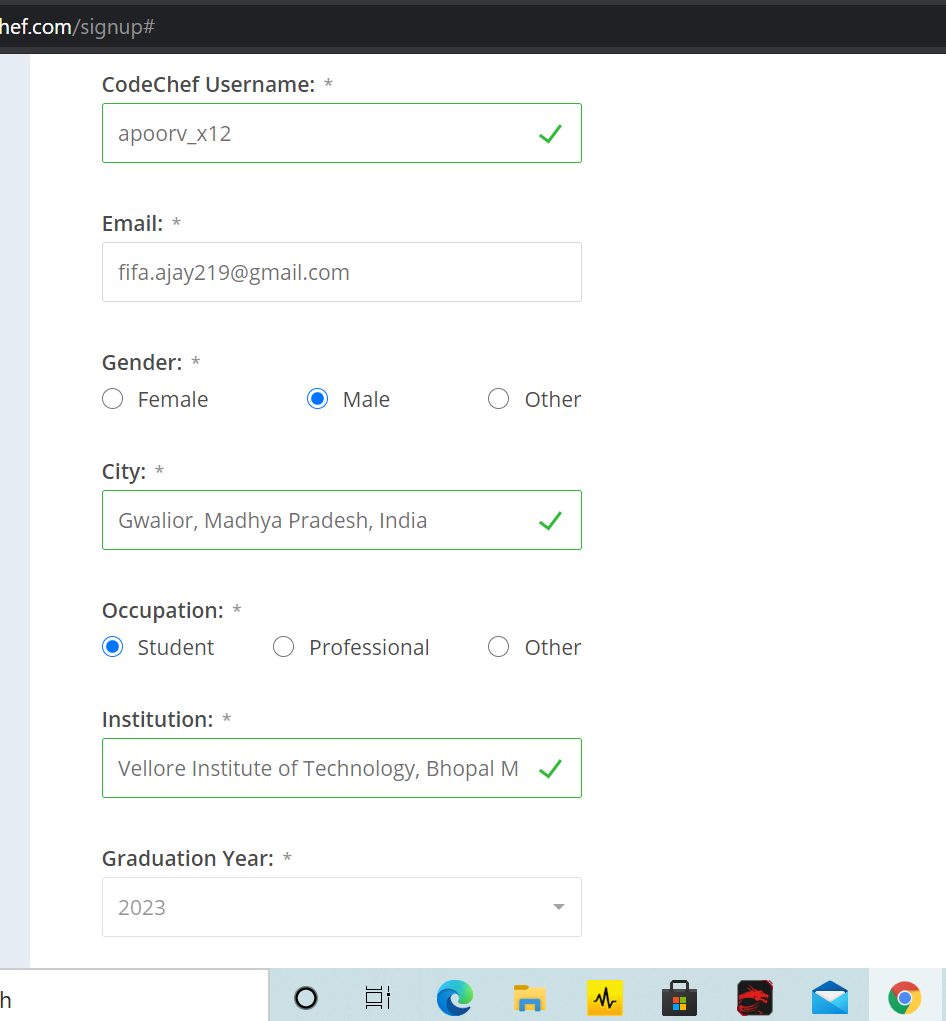 hef.com/signup#
CodeChef Username: *
apoorv_x12
Email: *
fifa.ajay219@gmail.com
Gender: *
Female Male Other
City: *
Gwalior, Madhya Pradesh, India
Occupation: *
Student Professional Other
Institution: *
Vellore Institute of Technology, Bhopal M
Graduation Year: *
2023
h